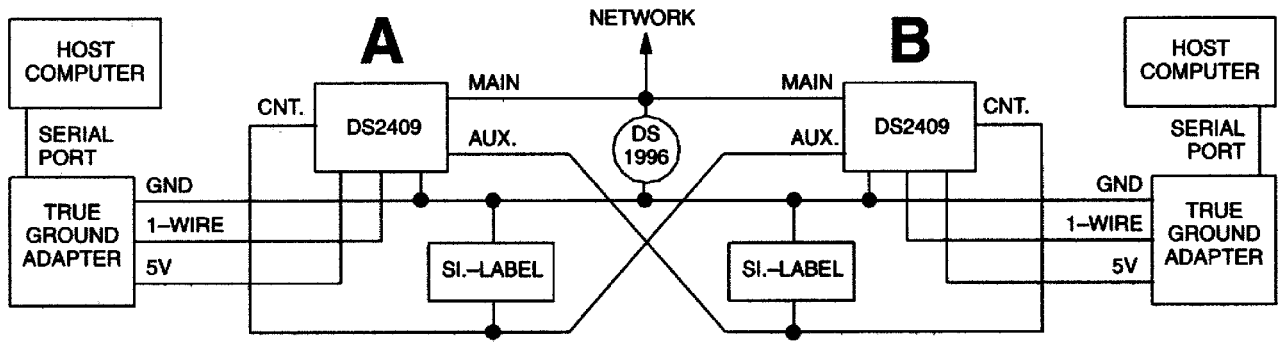 NETWORK
A
B
HOST
COMPUTER
HOST
COMPUTER
CNT.
DS2409
MAIN
MAIN
DS2409
CNT.
SERIAL
PORT
AUX.
DS
1996
AUX.
SERIAL
PORT
TRUE
GROUND
ADAPTER
GND
1–WIRE
5V
SI.–LABEL
SI.–LABEL
GND
1–WIRE
5V
TRUE
GROUND
ADAPTER